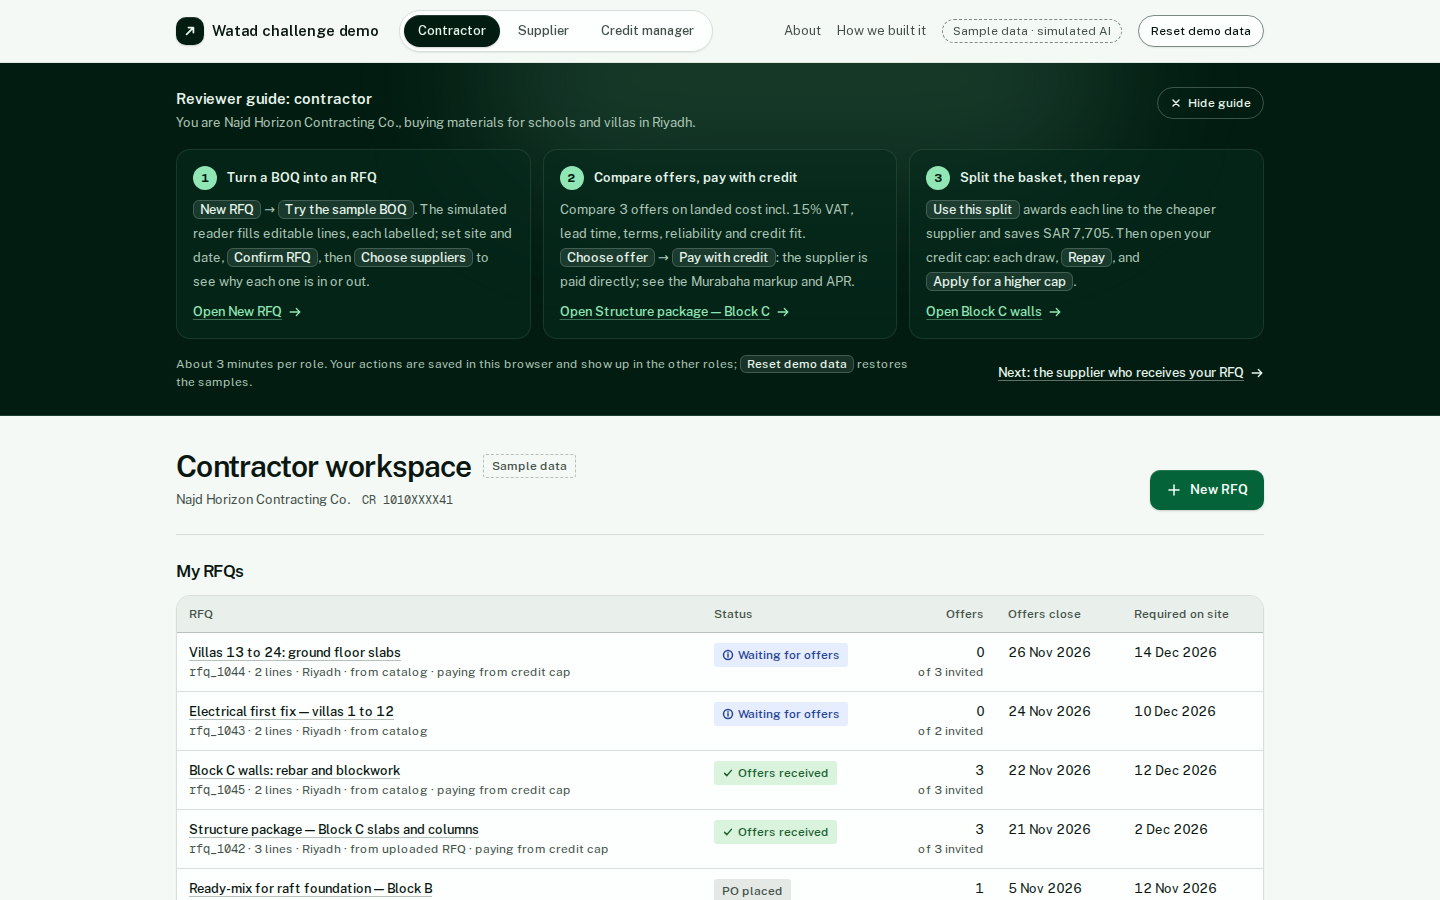 Watad challenge demo
Contractor
Supplier
Credit manager
About
How we built it
Sample data · simulated AI
Reset demo data
Reviewer guide: contractor
You are Najd Horizon Contracting Co., buying materials for schools and villas in Riyadh.
Hide guide
1 Turn a BOQ into an RFQ
New RFQ → Try the sample BOQ. The simulated
reader fills editable lines, each labelled; set site and
date, Confirm RFQ, then Choose suppliers to
see why each one is in or out.
Open New RFQ →
2 Compare offers, pay with credit
Compare 3 offers on landed cost incl. 15% VAT,
lead time, terms, reliability and credit fit.
Choose offer → Pay with credit: the supplier is
paid directly; see the Murabaha markup and APR.
Open Structure package — Block C →
3 Split the basket, then repay
Use this split awards each line to the cheaper
supplier and saves SAR 7,705. Then open your
credit cap: each draw, Repay, and
Apply for a higher cap.
Open Block C walls →
About 3 minutes per role. Your actions are saved in this browser and show up in the other roles; Reset demo data restores
the samples.
Next: the supplier who receives your RFQ →
Contractor workspace
Sample data
Najd Horizon Contracting Co. CR 1010XXXX41
New RFQ
My RFQs
RFQ Status Offers Offers close Required on site
Villas 13 to 24: ground floor slabs Waiting for offers 0 26 Nov 2026 14 Dec 2026
rfq_1044 · 2 lines · Riyadh · from catalog · paying from credit cap of 3 invited
Electrical first fix — villas 1 to 12 Waiting for offers 0 24 Nov 2026 10 Dec 2026
rfq_1043 · 2 lines · Riyadh · from catalog of 2 invited
Block C walls: rebar and blockwork Offers received 3 22 Nov 2026 12 Dec 2026
rfq_1045 · 2 lines · Riyadh · from catalog · paying from credit cap of 3 invited
Structure package — Block C slabs and columns Offers received 3 21 Nov 2026 2 Dec 2026
rfq_1042 · 3 lines · Riyadh · from uploaded RFQ · paying from credit cap of 3 invited
Ready-mix for raft foundation — Block B PO placed 1 5 Nov 2026 12 Nov 2026